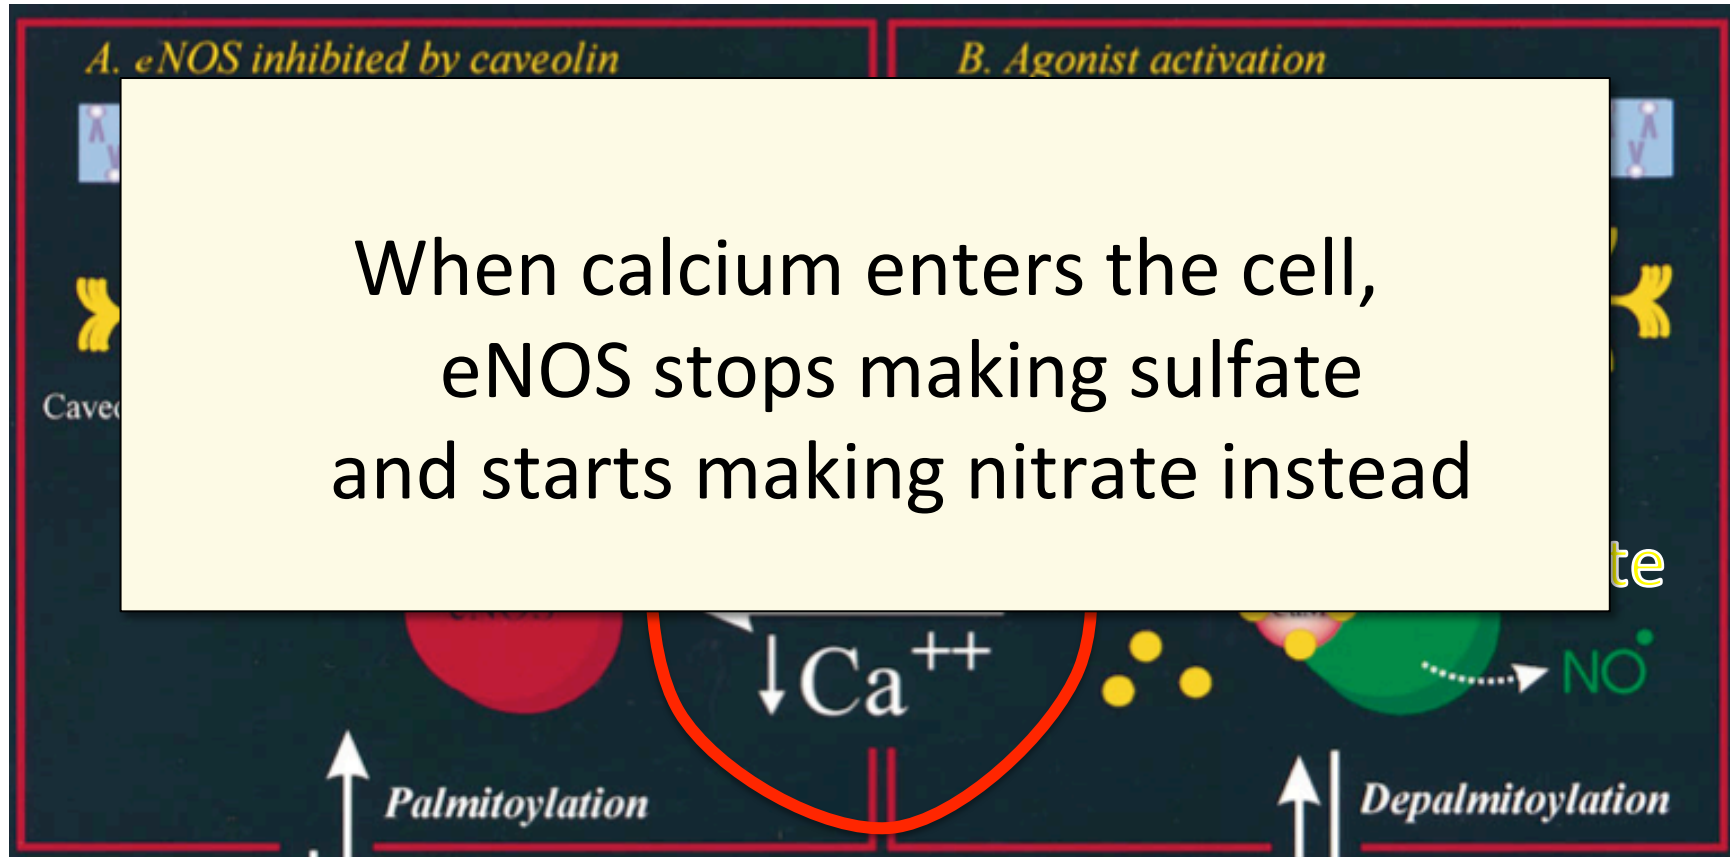 A. eNOS inhibited by caveolin
B. Agonist activation
When calcium enters the cell,
eNOS stops making sulfate
and starts making nitrate instead
Ca++
NO
Palmitoylation
Depalmitoylation